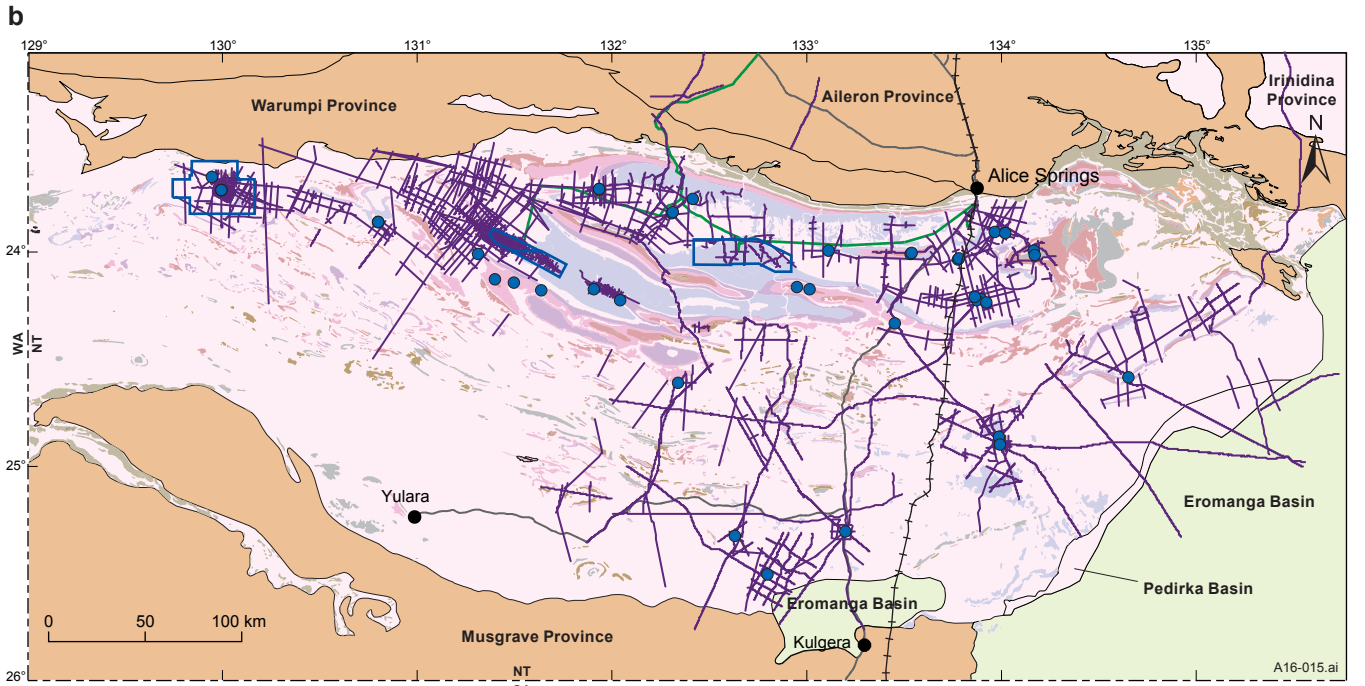 b
129° 130° 131° 132° 133° 134° 135°
Warumpi Province
Aileron Province
Irinidina
Province
N
Alice Springs
24°
WA
NT
25°
Yulara
Eromanga Basin
Pedirka Basin
0 50 100 km
Eromanga Basin
Musgrave Province
Kulgera
26°
NT
A16-015.ai